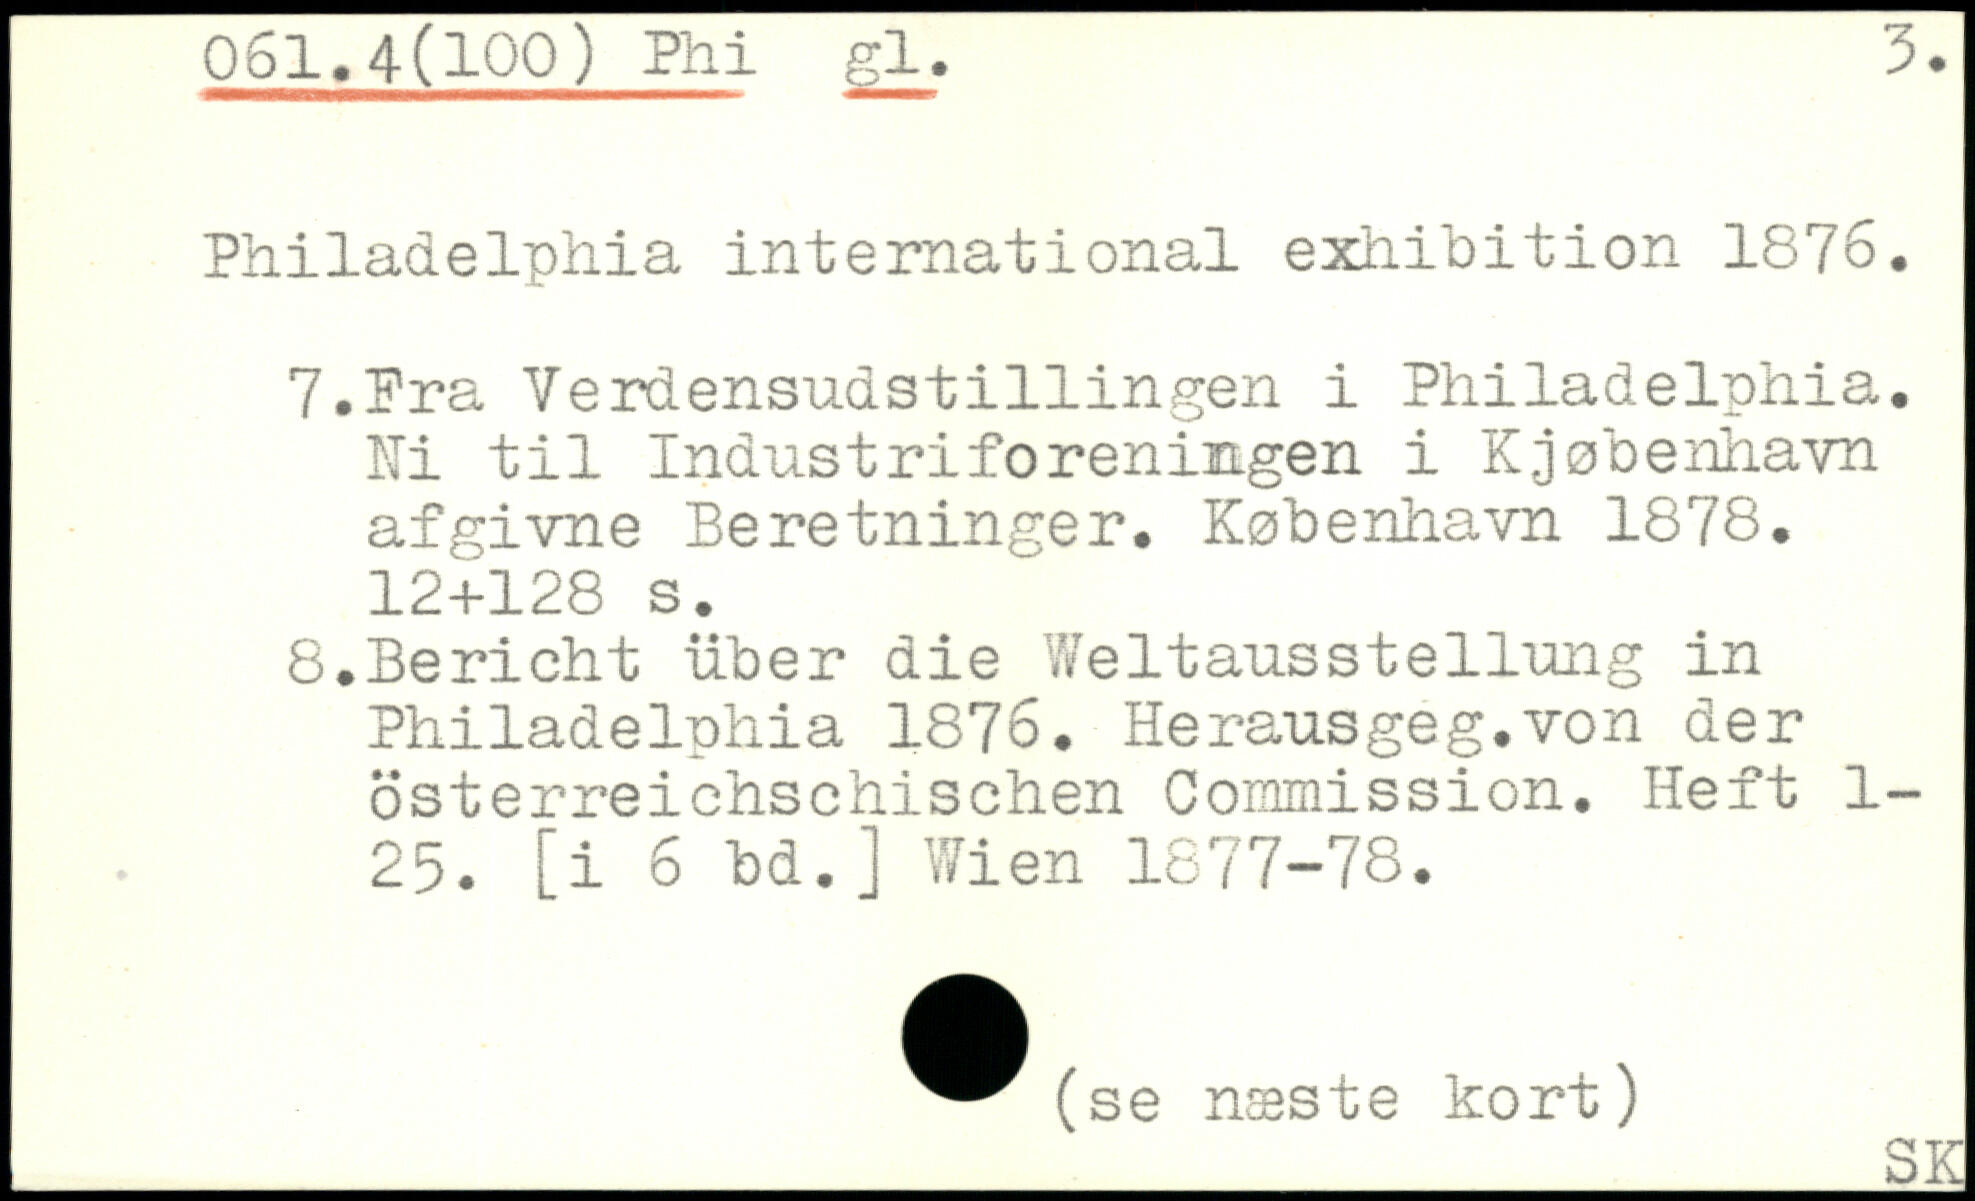 061.4(100) Phi gl. 3.
Philadelphia international exhibition 1876.
7.Fra Verdensudstillingen i Philadelphia.
Ni til Industriforeningen i Kjøbenhavn
afgivne Beretninger. København 1878.
12+128 s.
8.Bericht über die Weltausstellung in
Philadelphia 1876. Herausgeg.von der
österreichschischen Commission. Heft 1-
25. [i 6 bd.] Wien 1877-78.
(se næste kort)
SK